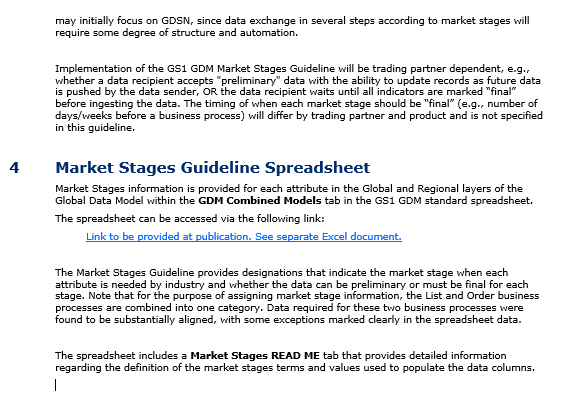 may initially focus on GDSN, since data exchange in several steps according to market stages will
require some degree of structure and automation.
Implementation of the GS1 GDM Market Stages Guideline will be trading partner dependent, e.g.,
whether a data recipient accepts "preliminary" data with the ability to update records as future data
is pushed by the data sender, OR the data recipient waits until all indicators are marked “final”
before ingesting the data. The timing of when each market stage should be “final” (e.g., number of
days/weeks before a business process) will differ by trading partner and product and is not specified
in this guideline.
4 Market Stages Guideline Spreadsheet
Market Stages information is provided for each attribute in the Global and Regional layers of the
Global Data Model within the GDM Combined Models tab in the GS1 GDM standard spreadsheet.
The spreadsheet can be accessed via the following link:
Link to be provided at publication. See separate Excel document.
The Market Stages Guideline provides designations that indicate the market stage when each
attribute is needed by industry and whether the data can be preliminary or must be final for each
stage. Note that for the purpose of assigning market stage information, the List and Order business
processes are combined into one category. Data required for these two business processes were
found to be substantially aligned, with some exceptions marked clearly in the spreadsheet data.
The spreadsheet includes a Market Stages READ ME tab that provides detailed information
regarding the definition of the market stages terms and values used to populate the data columns.